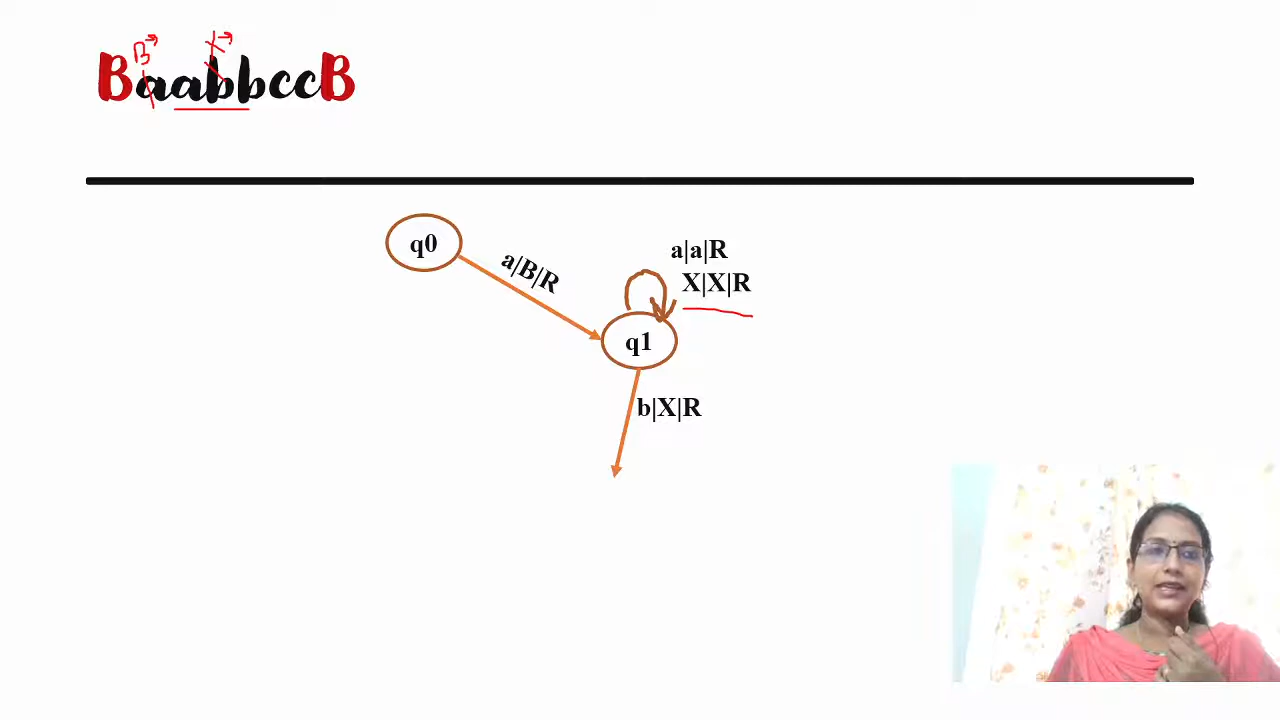 B→ X→
BaabbccB
q0
a|B|R
a|a|R
X|X|R
q1
b|X|R